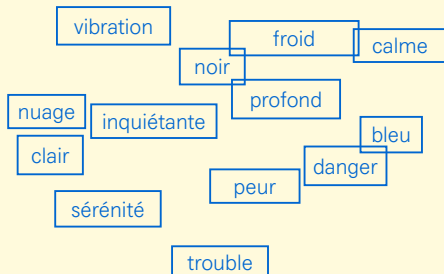 vibration
froid
calme
noir
profond
nuage
inquiétante
bleu
clair
danger
peur
sérénité
trouble